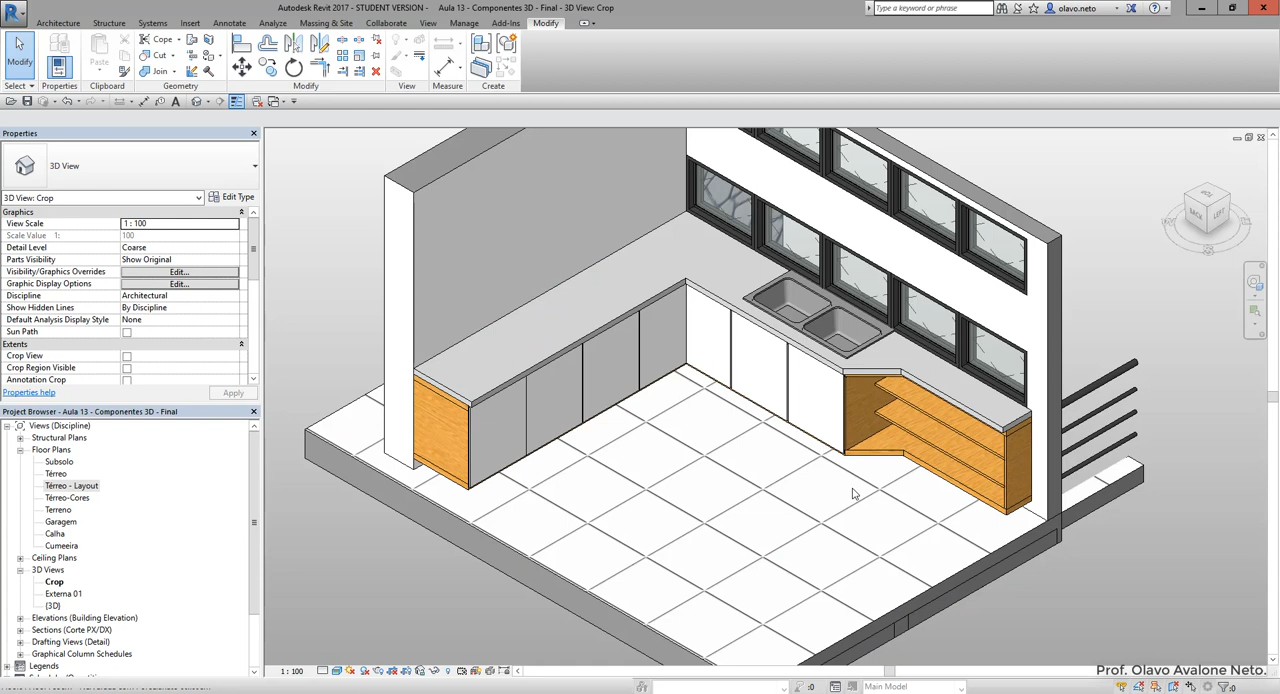 Autodesk Revit 2017 - STUDENT VERSION - Aula 13 - Componentes 3D - Final - 3D View: Crop
Type a keyword or phrase
olavo.neto
Architecture Structure Systems Insert Annotate Analyze Massing & Site Collaborate View Manage Add-Ins Modify
Modify
Paste
Cope
Cut
Join
Select Properties Clipboard Geometry Modify View Measure Create
Properties
3D View
3D View: Crop
Edit Type
Graphics
View Scale 1 : 100
Scale Value 1: 100
Detail Level Coarse
Parts Visibility Show Original
Visibility/Graphics Overrides Edit...
Graphic Display Options Edit...
Discipline Architectural
Show Hidden Lines By Discipline
Default Analysis Display Style None
Sun Path
Extents
Crop View
Crop Region Visible
Annotation Crop
Properties help
Apply
Project Browser - Aula 13 - Componentes 3D - Final
Views (Discipline)
Structural Plans
Floor Plans
Subsolo
Térreo
Térreo - Layout
Térreo-Cores
Terreno
Garagem
Calha
Cumeeira
Ceiling Plans
3D Views
Crop
Externa 01
{3D}
Elevations (Building Elevation)
Sections (Corte PX/DX)
Drafting Views (Detail)
Graphical Column Schedules
Legends
BACK
LEFT
1 : 100
Prof. Olavo Avalone Neto.
:0
Main Model
:0